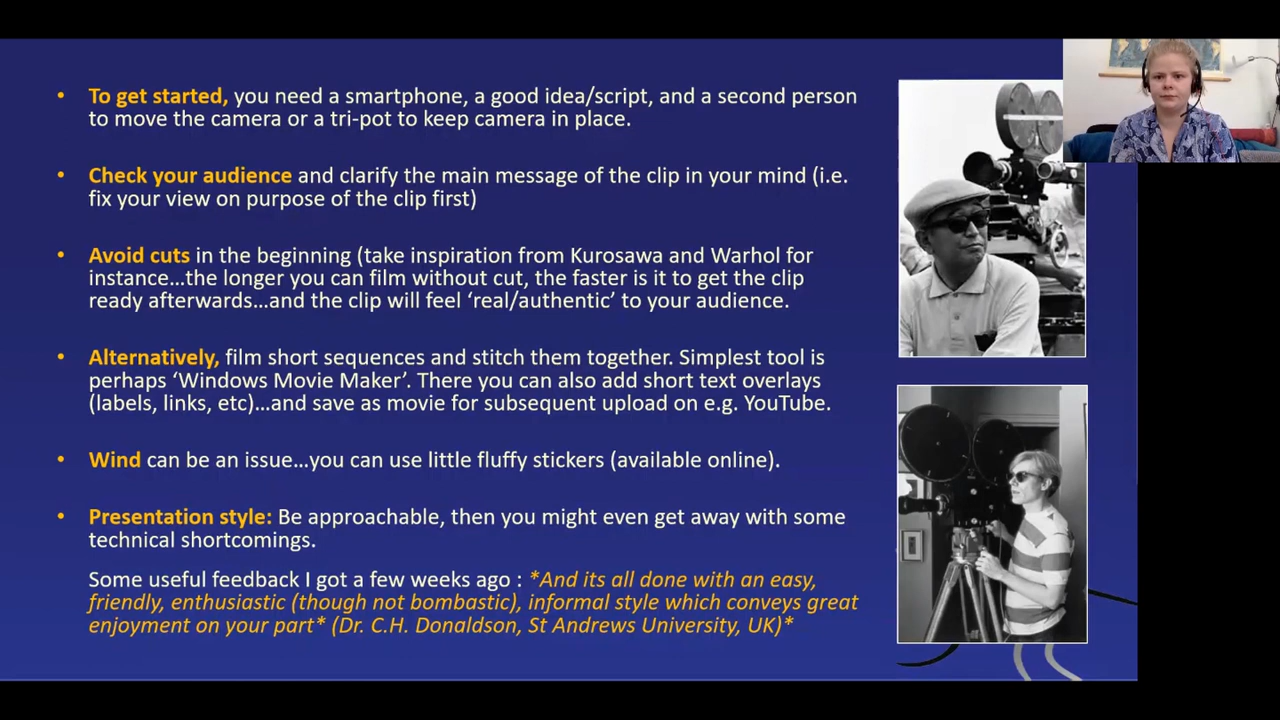 • To get started, you need a smartphone, a good idea/script, and a second person
to move the camera or a tri-pot to keep camera in place.
• Check your audience and clarify the main message of the clip in your mind (i.e.
fix your view on purpose of the clip first)
• Avoid cuts in the beginning (take inspiration from Kurosawa and Warhol for
instance…the longer you can film without cut, the faster is it to get the clip
ready afterwards…and the clip will feel ‘real/authentic’ to your audience.
• Alternatively, film short sequences and stitch them together. Simplest tool is
perhaps ‘Windows Movie Maker’. There you can also add short text overlays
(labels, links, etc)…and save as movie for subsequent upload on e.g. YouTube.
• Wind can be an issue…you can use little fluffy stickers (available online).
• Presentation style: Be approachable, then you might even get away with some
technical shortcomings.
Some useful feedback I got a few weeks ago : *And its all done with an easy,
friendly, enthusiastic (though not bombastic), informal style which conveys great
enjoyment on your part* (Dr. C.H. Donaldson, St Andrews University, UK)*